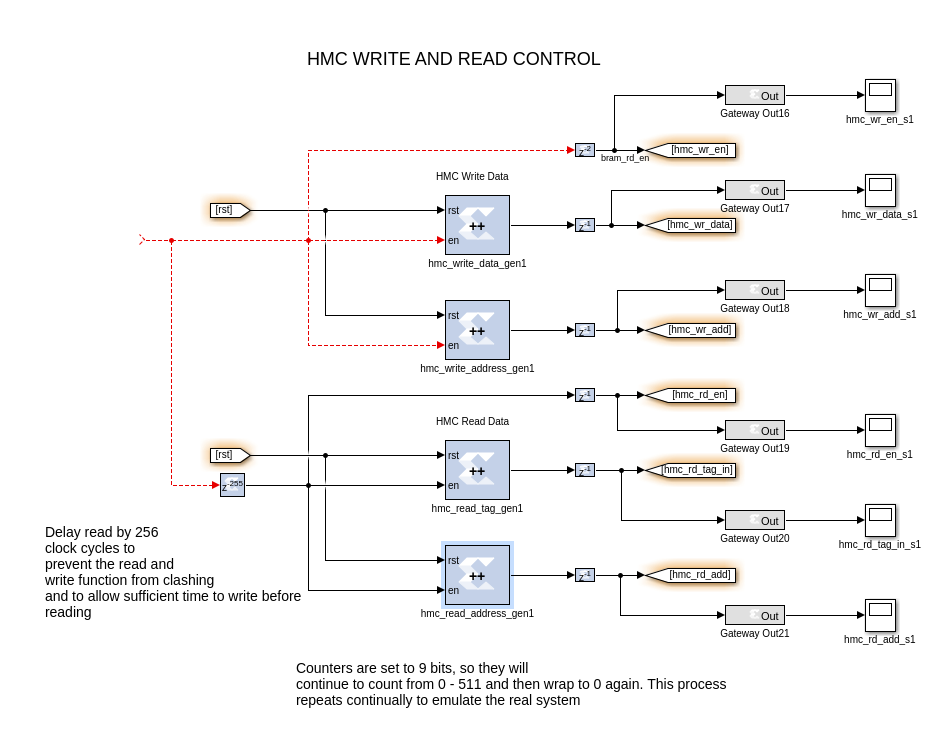 HMC WRITE AND READ CONTROL
Out
Gateway Out16
hmc_wr_en_s1
z-2
bram_rd_en
[hmc_wr_en]
HMC Write Data
Out
Gateway Out17
hmc_wr_data_s1
[rst]
rst
++
en
hmc_write_data_gen1
z-1
[hmc_wr_data]
Out
Gateway Out18
hmc_wr_add_s1
rst
++
en
hmc_write_address_gen1
z-1
[hmc_wr_add]
z-1
[hmc_rd_en]
HMC Read Data
Out
Gateway Out19
hmc_rd_en_s1
[rst]
rst
++
en
hmc_read_tag_gen1
z-1
[hmc_rd_tag_in]
z-255
Out
Gateway Out20
hmc_rd_tag_in_s1
Delay read by 256
clock cycles to
prevent the read and
write function from clashing
and to allow sufficient time to write before
reading
rst
++
en
hmc_read_address_gen1
z-1
[hmc_rd_add]
Out
Gateway Out21
hmc_rd_add_s1
Counters are set to 9 bits, so they will
continue to count from 0 - 511 and then wrap to 0 again. This process
repeats continually to emulate the real system